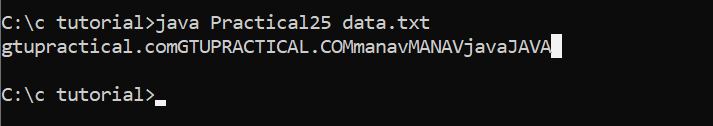 C:\c tutorial>java Practical25 data.txt
gtupractical.comGTUPRACTICAL.COMmanavMANAVjavaJAVA
C:\c tutorial>